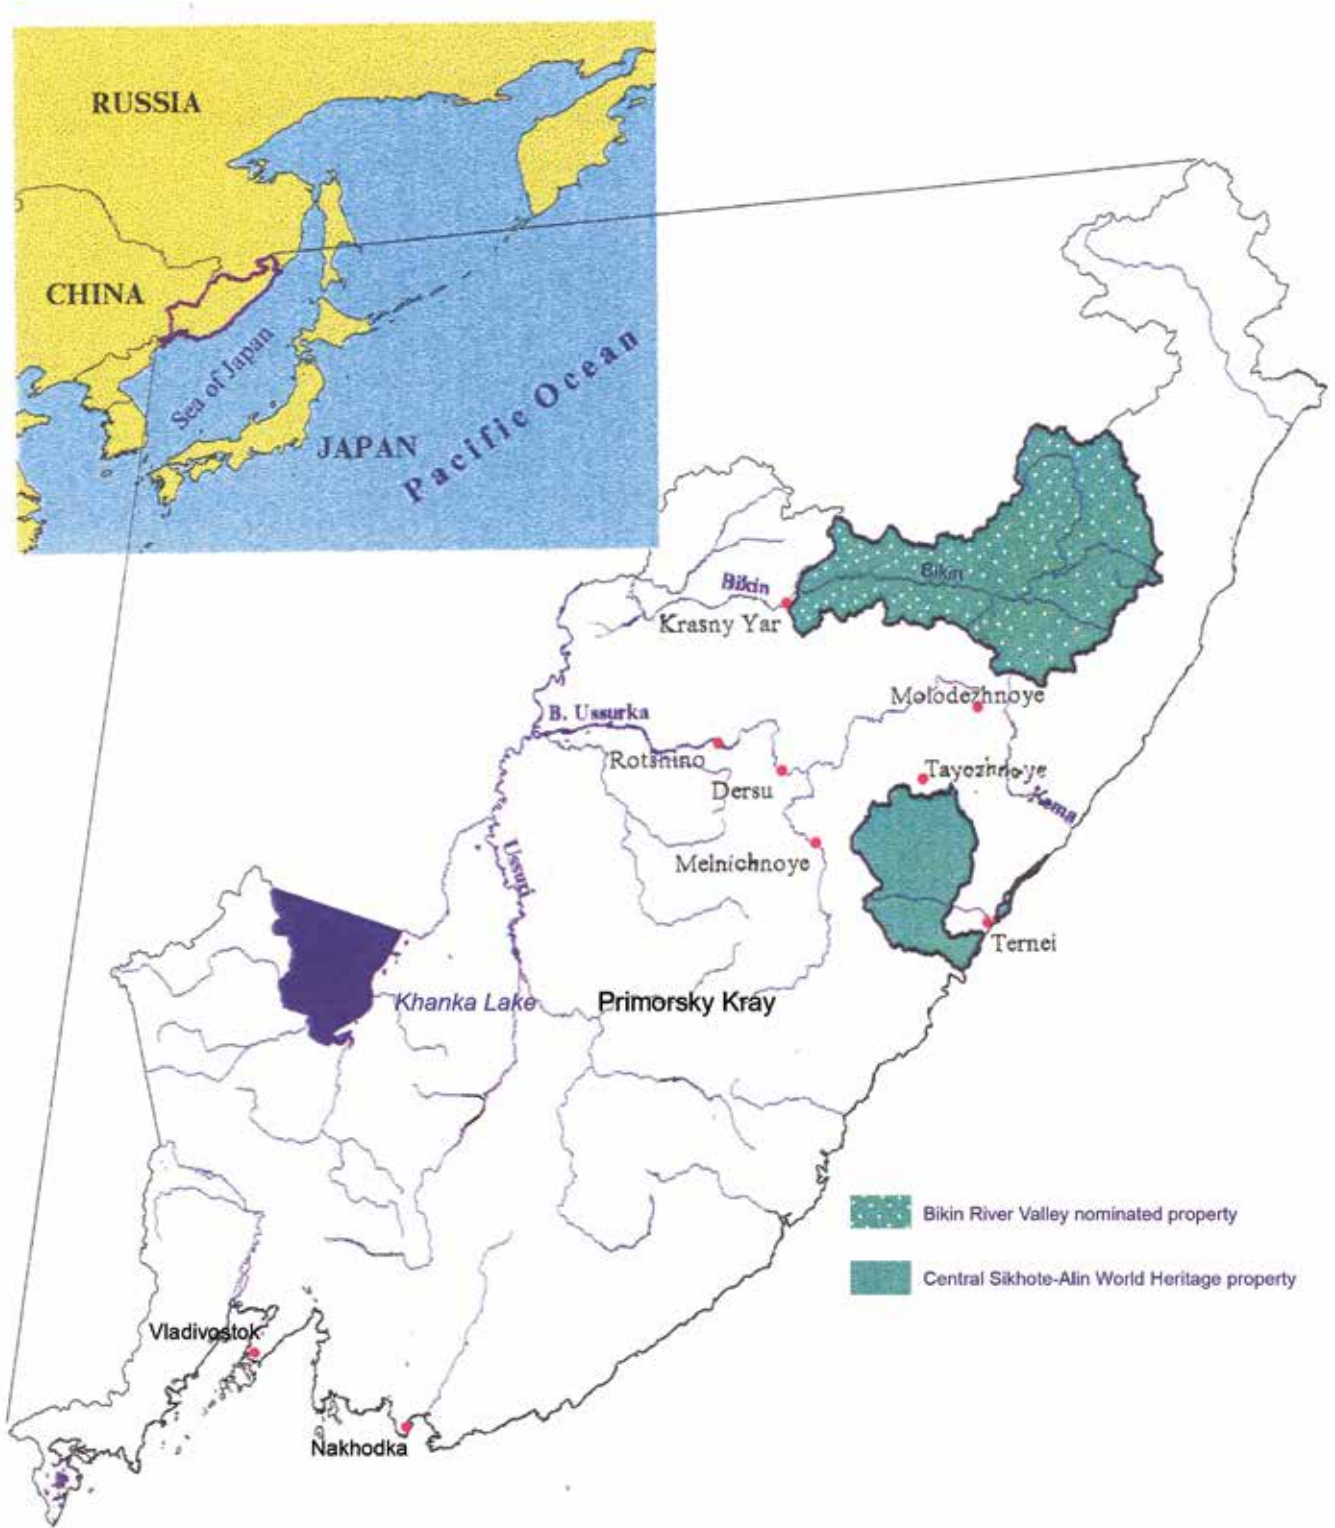 RUSSIA
CHINA
Sea of Japan
JAPAN
Pacific Ocean
Bikin
Bikin
Krasny Yar
Molodezhnoye
B. Ussurka
Rotshino
Tayozhnoye
Dersu
Kema
Melnichnoye
Ussuri
Ternei
Khanka Lake
Primorsky Kray
Bikin River Valley nominated property
Central Sikhote-Alin World Heritage property
Vladivostok
Nakhodka